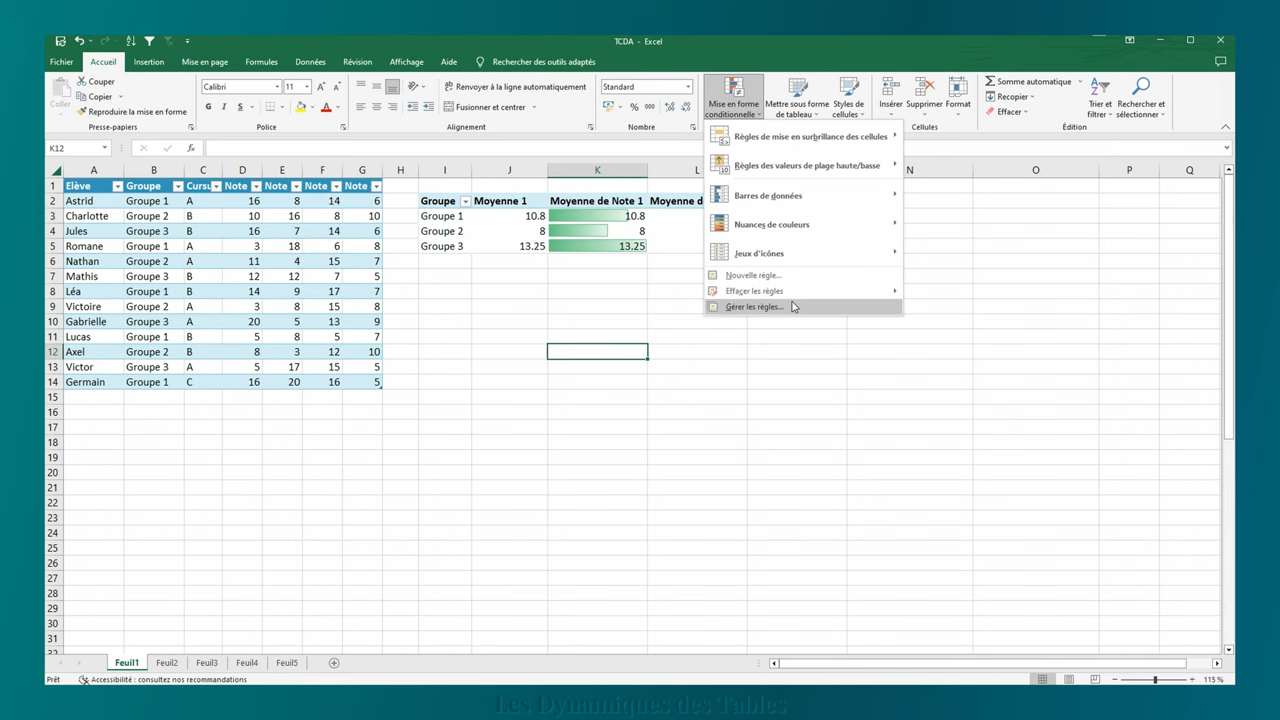 TCDA - Excel
Fichier Accueil Insertion Mise en page Formules Données Révision Affichage Aide Rechercher des outils adaptés
Coller
Couper
Copier
Reproduire la mise en forme
Presse-papiers
Calibri 11
G I S
Police
Renvoyer à la ligne automatiquement
Fusionner et centrer
Alignement
Standard
% 000
Nombre
Mise en forme conditionnelle
Mettre sous forme de tableau
Styles de cellules
Insérer Supprimer Format
Cellules
Somme automatique
Recopier
Effacer
Trier et filtrer
Rechercher et sélectionner
Édition
Règles de mise en surbrillance des cellules
Règles des valeurs de plage haute/basse
Barres de données
Nuances de couleurs
Jeux d'icônes
Nouvelle règle...
Effacer les règles
Gérer les règles...
K12 fx
A B C D E F G H I J K L N O P Q
1 Elève Groupe Cursu Note Note Note Note
2 Astrid Groupe 1 A 16 8 14 6 Groupe Moyenne 1 Moyenne de Note 1 Moyenne d
3 Charlotte Groupe 2 B 10 16 8 10 Groupe 1 10.8 10.8
4 Jules Groupe 3 B 16 7 14 6 Groupe 2 8 8
5 Romane Groupe 1 A 3 18 6 8 Groupe 3 13.25 13.25
6 Nathan Groupe 2 A 11 4 15 7
7 Mathis Groupe 3 B 12 12 7 5
8 Léa Groupe 1 B 14 9 17 7
9 Victoire Groupe 2 A 3 8 15 8
10 Gabrielle Groupe 3 A 20 5 13 9
11 Lucas Groupe 1 B 5 8 5 7
12 Axel Groupe 2 B 8 3 12 10
13 Victor Groupe 3 A 5 17 15 5
14 Germain Groupe 1 C 16 20 16 5
15
16
17
18
19
20
21
22
23
24
25
26
27
28
29
30
31
Feuil1 Feuil2 Feuil3 Feuil4 Feuil5
Prêt Accessibilité : consultez nos recommandations 115 %
Les Dynamiques des Tables